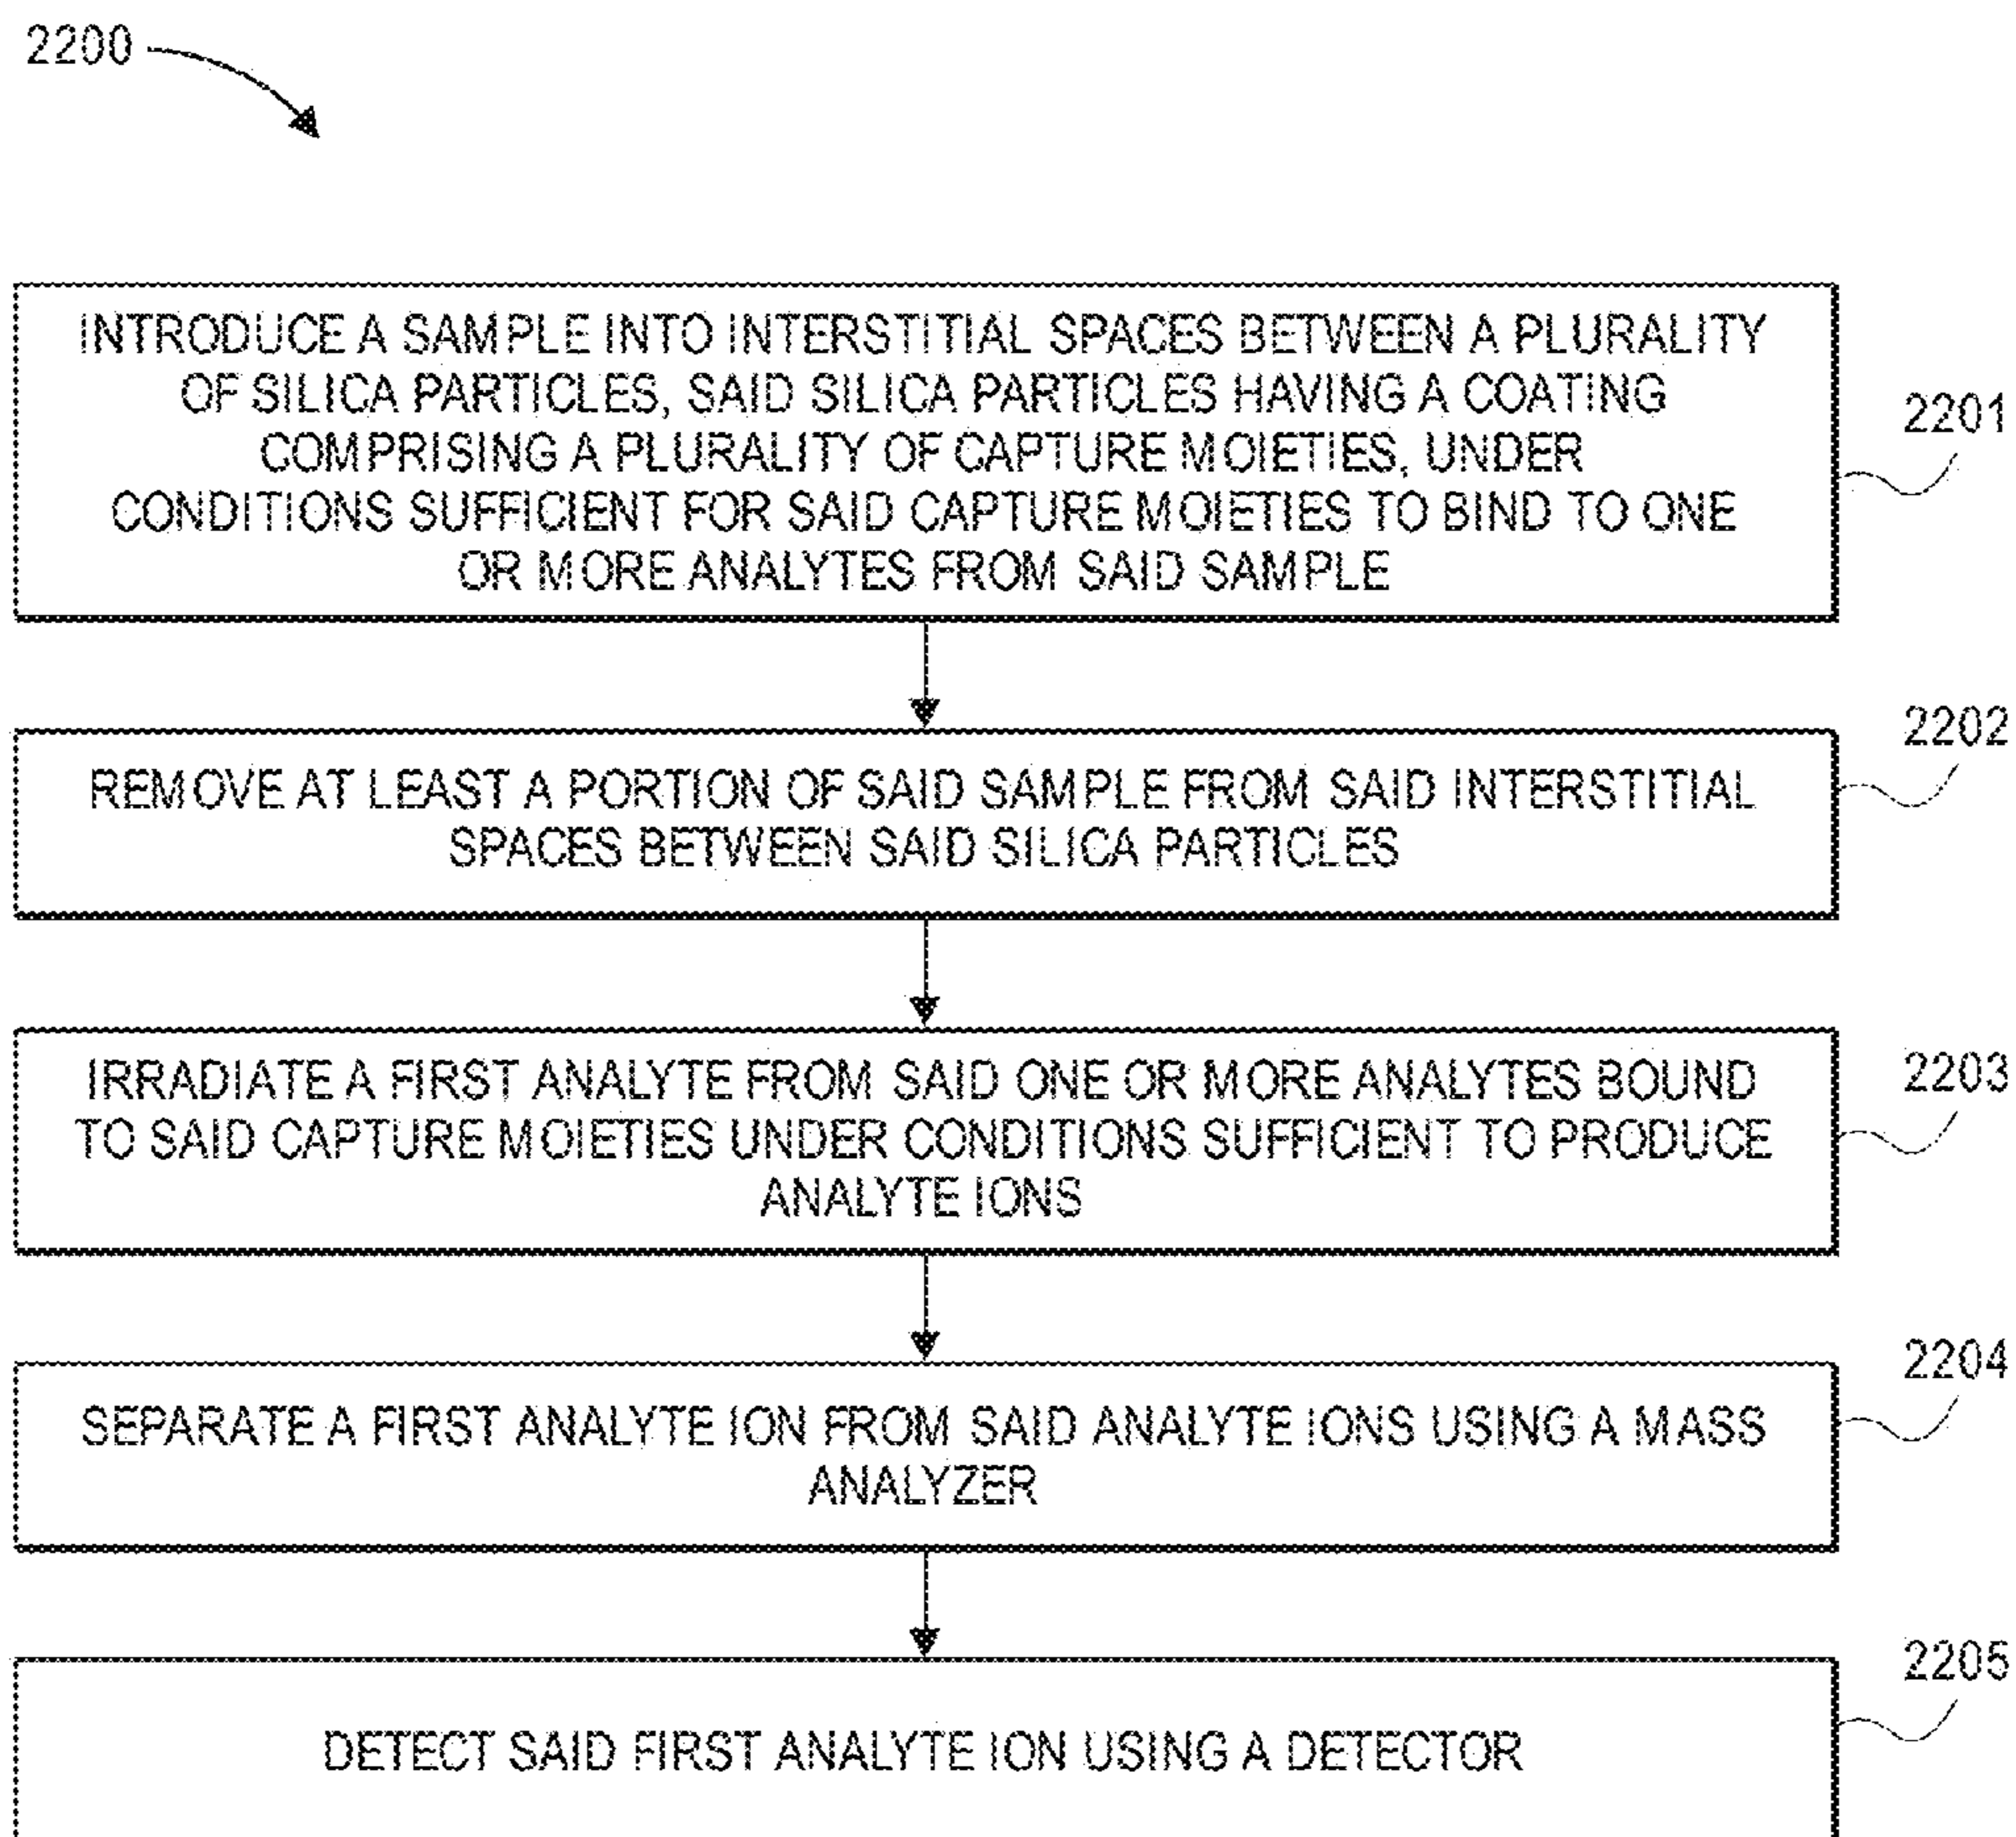 2200
INTRODUCE A SAMPLE INTO INTERSTITIAL SPACES BETWEEN A PLURALITY
OF SILICA PARTICLES, SAID SILICA PARTICLES HAVING A COATING
COMPRISING A PLURALITY OF CAPTURE MOIETIES, UNDER
CONDITIONS SUFFICIENT FOR SAID CAPTURE MOIETIES TO BIND TO ONE
OR MORE ANALYTES FROM SAID SAMPLE
2201
REMOVE AT LEAST A PORTION OF SAID SAMPLE FROM SAID INTERSTITIAL
SPACES BETWEEN SAID SILICA PARTICLES
2202
IRRADIATE A FIRST ANALYTE FROM SAID ONE OR MORE ANALYTES BOUND
TO SAID CAPTURE MOIETIES UNDER CONDITIONS SUFFICIENT TO PRODUCE
ANALYTE IONS
2203
SEPARATE A FIRST ANALYTE ION FROM SAID ANALYTE IONS USING A MASS
ANALYZER
2204
DETECT SAID FIRST ANALYTE ION USING A DETECTOR
2205